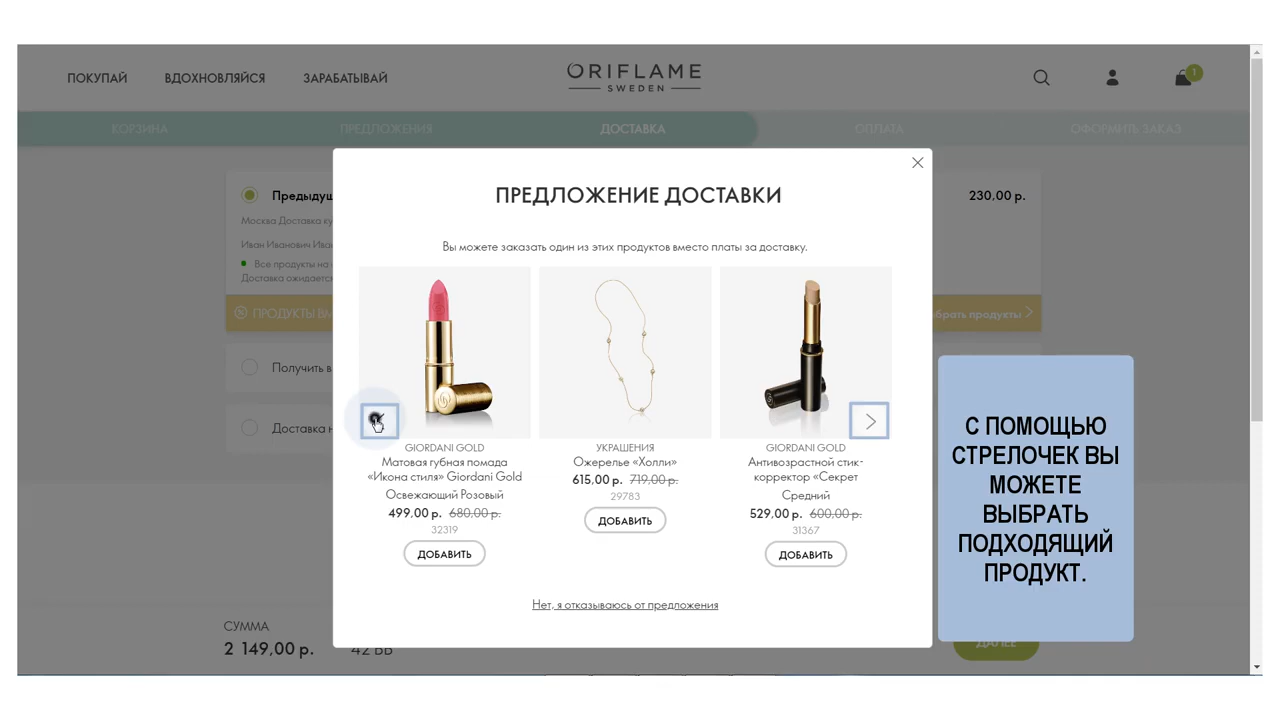 ПОКУПАЙ ВДОХНОВЛЯЙСЯ ЗАРАБАТЫВАЙ
ORIFLAME
SWEDEN
1
КОРЗИНА ПРЕДЛОЖЕНИЯ ДОСТАВКА ОПЛАТА ОФОРМИТЬ ЗАКАЗ
230,00 р.
Москва Доставка
Иван Иванович
Все продукты на
Доставка ожидается
ПРОДУКТЫ
продукты
Получить
Доставка
ПРЕДЛОЖЕНИЕ ДОСТАВКИ
Вы можете заказать один из этих продуктов вместо платы за доставку.
GIORDANI GOLD
Матовая губная помада
«Икона стиля» Giordani Gold
Освежающий Розовый
499,00 р. 680,00 р.
32319
ДОБАВИТЬ
УКРАШЕНИЯ
Ожерелье «Холли»
615,00 р. 719,00 р.
29783
ДОБАВИТЬ
GIORDANI GOLD
Антивозрастной стик-
корректор «Секрет
Средний
529,00 р. 600,00 р.
31367
ДОБАВИТЬ
Нет, я отказываюсь от предложения
С ПОМОЩЬЮ
СТРЕЛОЧЕК ВЫ
МОЖЕТЕ
ВЫБРАТЬ
ПОДХОДЯЩИЙ
ПРОДУКТ.
СУММА
2 149,00 р. 42 ББ
ДАЛЕЕ